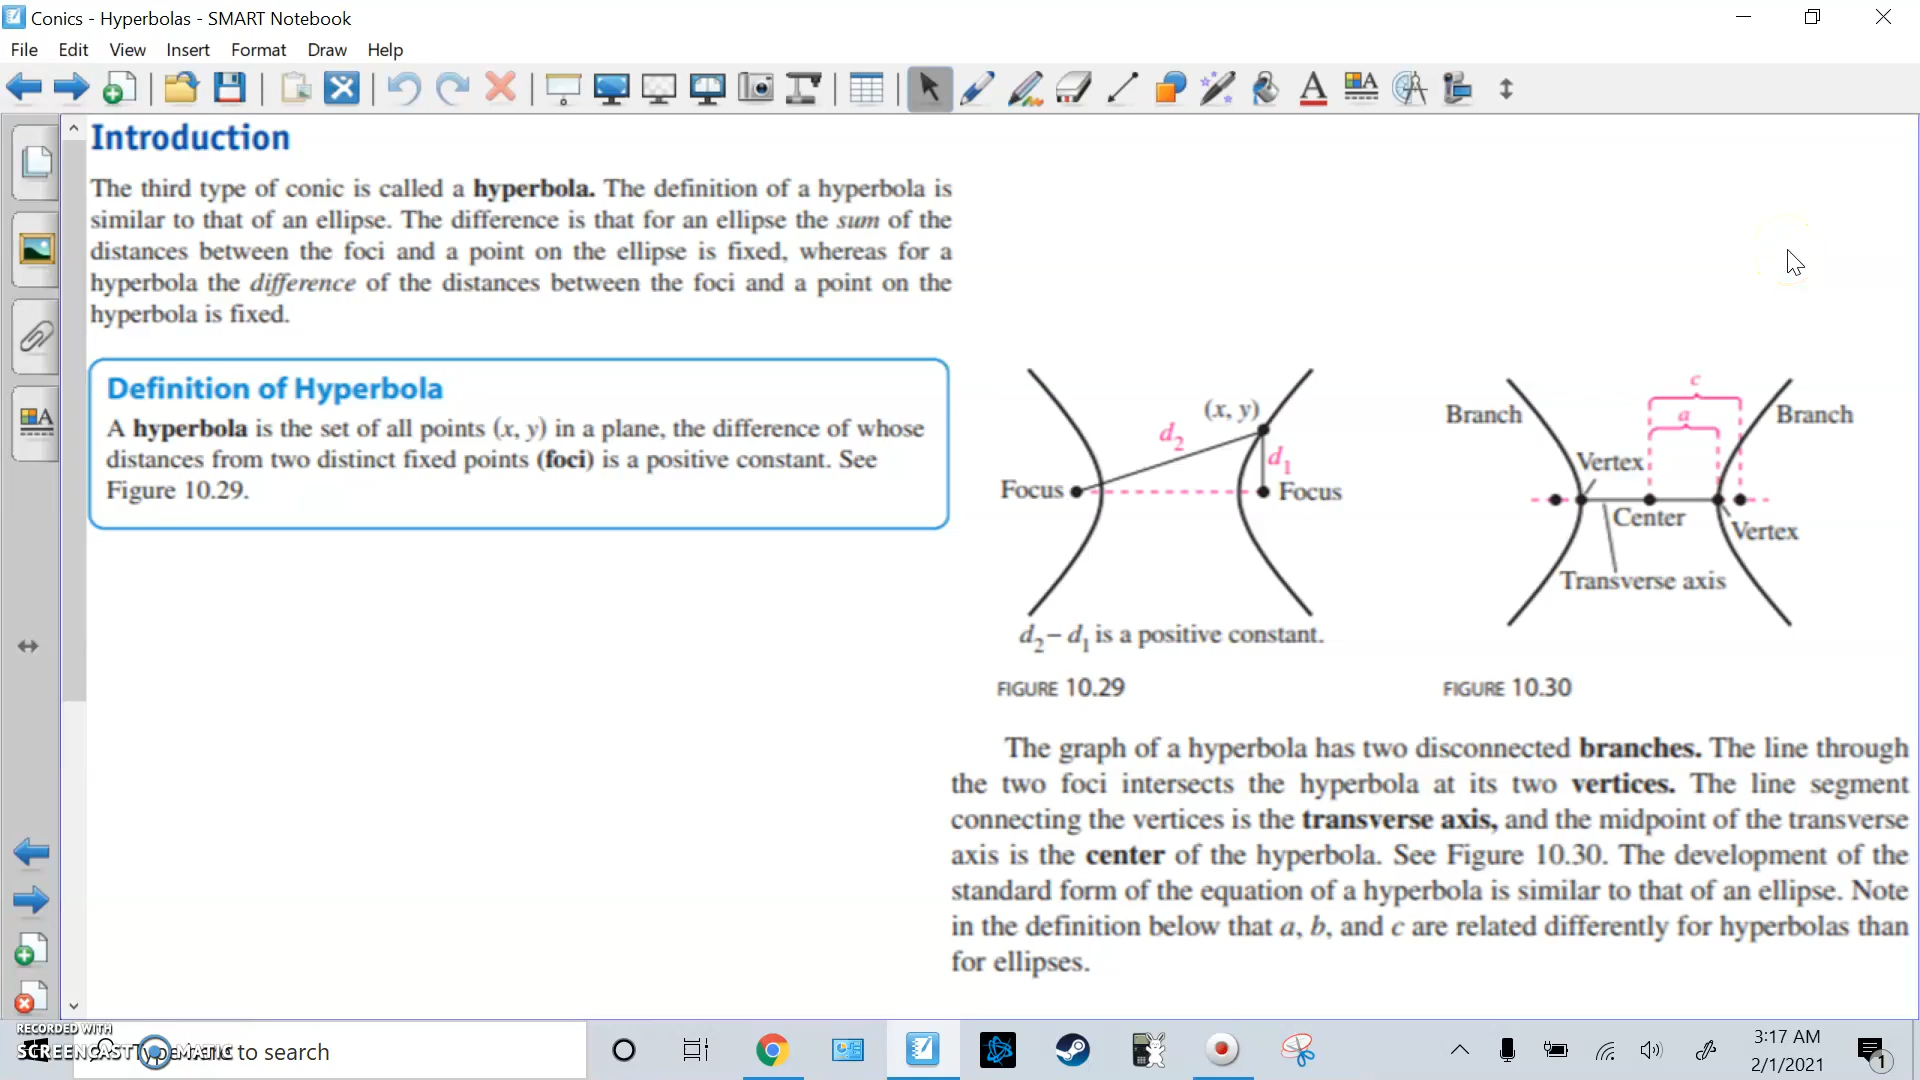 Conics - Hyperbolas - SMART Notebook
File Edit View Insert Format Draw Help
Introduction
The third type of conic is called a hyperbola. The definition of a hyperbola is
similar to that of an ellipse. The difference is that for an ellipse the sum of the
distances between the foci and a point on the ellipse is fixed, whereas for a
hyperbola the difference of the distances between the foci and a point on the
hyperbola is fixed.
Definition of Hyperbola
A hyperbola is the set of all points (x, y) in a plane, the difference of whose
distances from two distinct fixed points (foci) is a positive constant. See
Figure 10.29.
(x, y)
d₂
d₁
Focus
Focus
d₂ – d₁ is a positive constant.
FIGURE 10.29
c
a
Branch
Branch
Vertex
Center
Vertex
Transverse axis
FIGURE 10.30
The graph of a hyperbola has two disconnected branches. The line through
the two foci intersects the hyperbola at its two vertices. The line segment
connecting the vertices is the transverse axis, and the midpoint of the transverse
axis is the center of the hyperbola. See Figure 10.30. The development of the
standard form of the equation of a hyperbola is similar to that of an ellipse. Note
in the definition below that a, b, and c are related differently for hyperbolas than
for ellipses.
RECORDED WITH
SCREENCAST MATIC
Type here to search
3:17 AM
2/1/2021
1